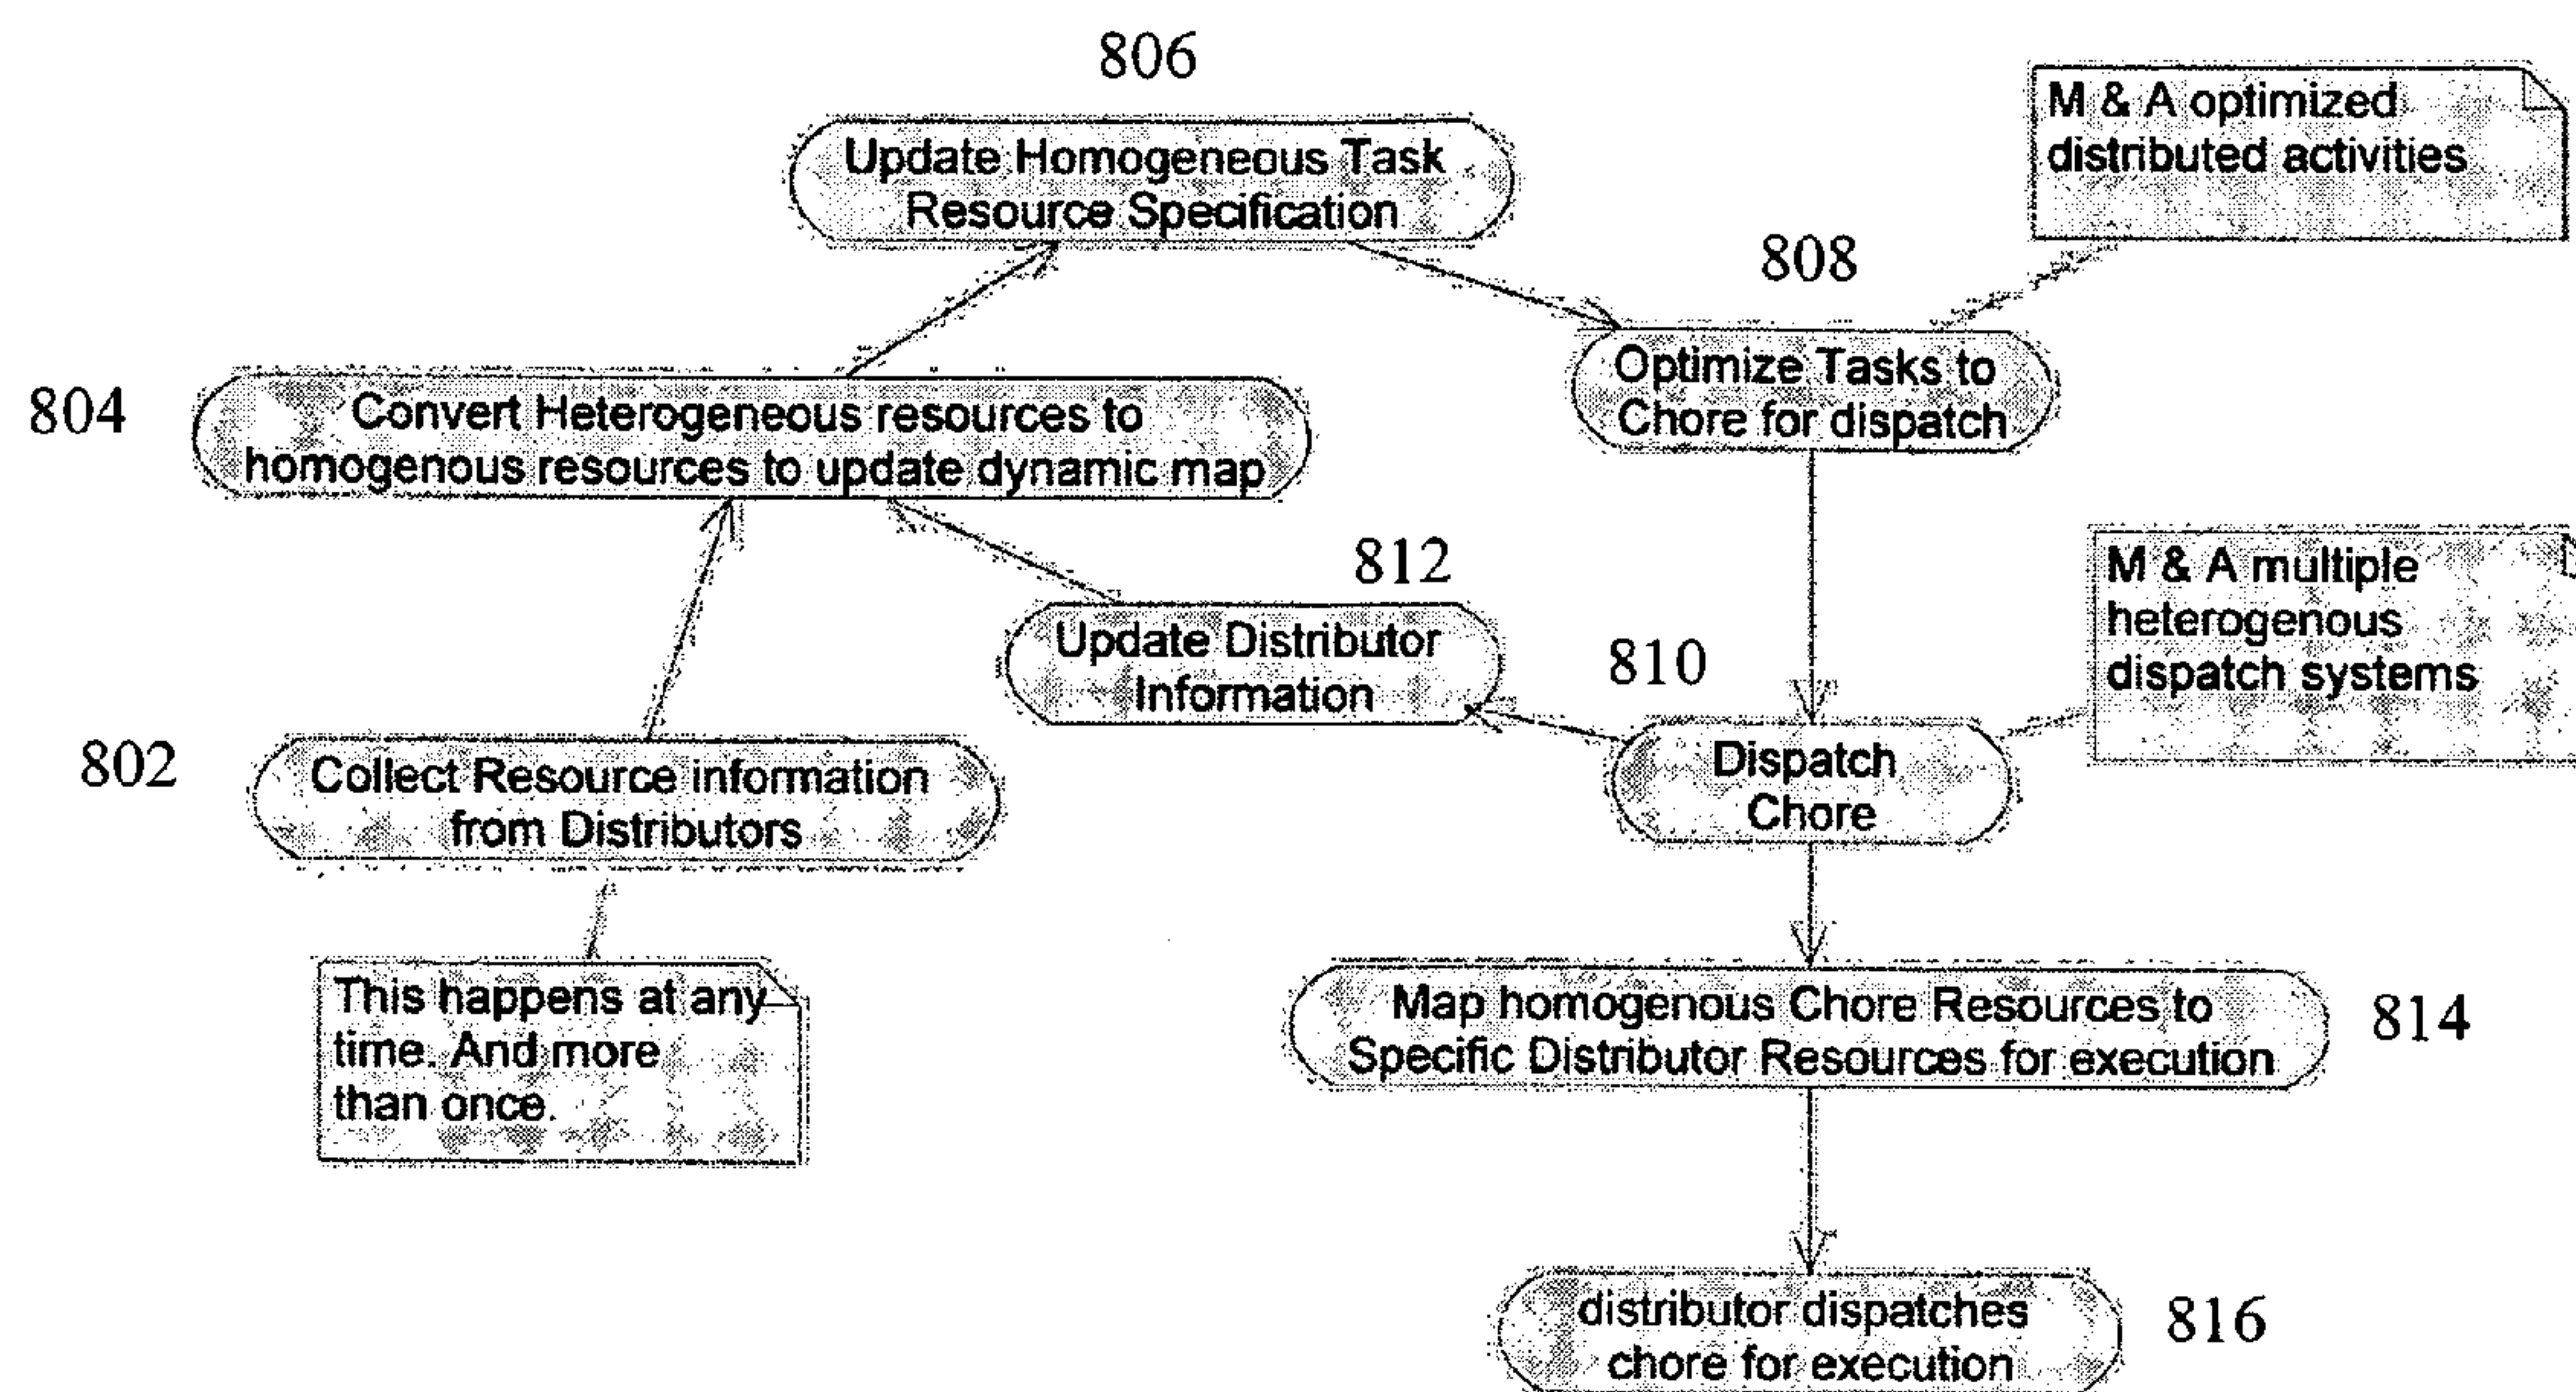 806
Update Homogeneous Task
Resource Specification
M & A optimized
distributed activities
808
Optimize Tasks to
Chore for dispatch
804
Convert Heterogeneous resources to
homogenous resources to update dynamic map
812
Update Distributor
Information
810
M & A multiple
heterogenous
dispatch systems
Dispatch
Chore
802
Collect Resource information
from Distributors
This happens at any
time. And more
than once.
Map homogenous Chore Resources to
Specific Distributor Resources for execution
814
distributor dispatches
chore for execution
816